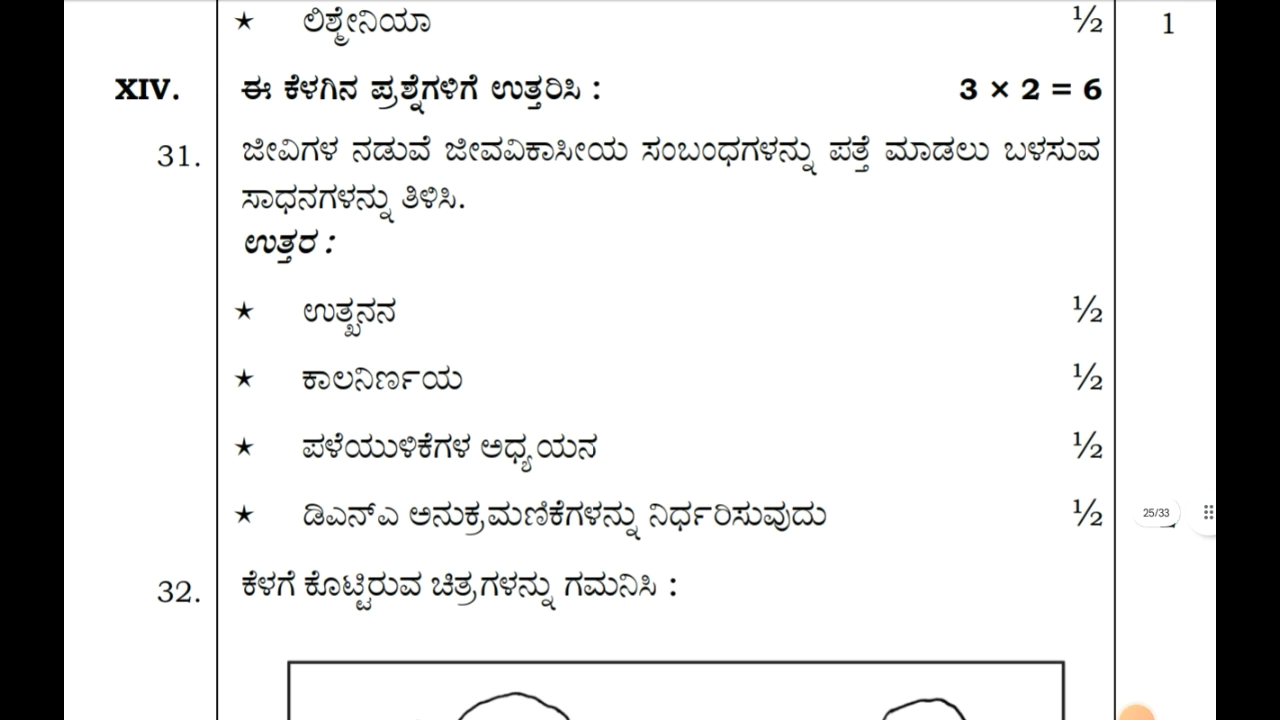 ★ ಲಿಶ್ಮೇನಿಯಾ ½ 1
XIV. ಈ ಕೆಳಗಿನ ಪ್ರಶ್ನೆಗಳಿಗೆ ಉತ್ತರಿಸಿ : 3 × 2 = 6
31. ಜೀವಿಗಳ ನಡುವೆ ಜೀವವಿಕಾಸೀಯ ಸಂಬಂಧಗಳನ್ನು ಪತ್ತೆ ಮಾಡಲು ಬಳಸುವ
ಸಾಧನಗಳನ್ನು ತಿಳಿಸಿ.
ಉತ್ತರ :
★ ಉತ್ಖನನ ½
★ ಕಾಲನಿರ್ಣಯ ½
★ ಪಳೆಯುಳಿಕೆಗಳ ಅಧ್ಯಯನ ½
★ ಡಿಎನ್ಎ ಅನುಕ್ರಮಣಿಕೆಗಳನ್ನು ನಿರ್ಧರಿಸುವುದು ½
25/33
32. ಕೆಳಗೆ ಕೊಟ್ಟಿರುವ ಚಿತ್ರಗಳನ್ನು ಗಮನಿಸಿ :